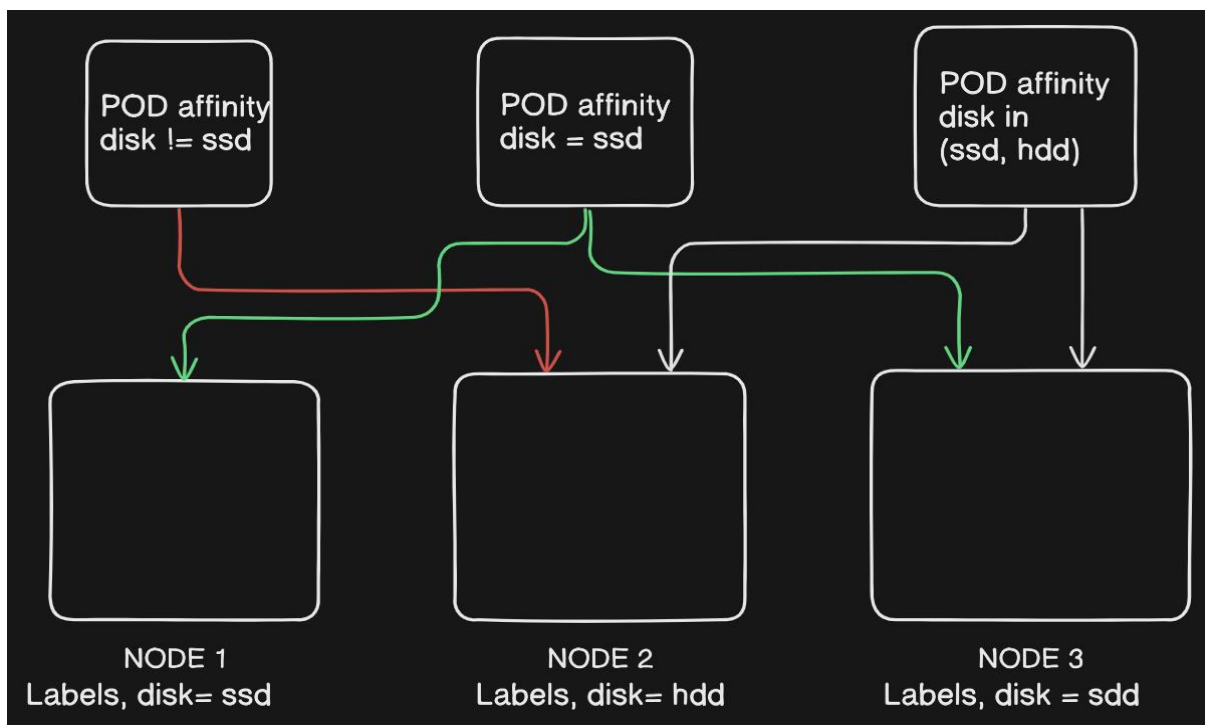 POD affinity
disk != ssd
POD affinity
disk = ssd
POD affinity
disk in
(ssd, hdd)
NODE 1
Labels, disk= ssd
NODE 2
Labels, disk= hdd
NODE 3
Labels, disk = sdd